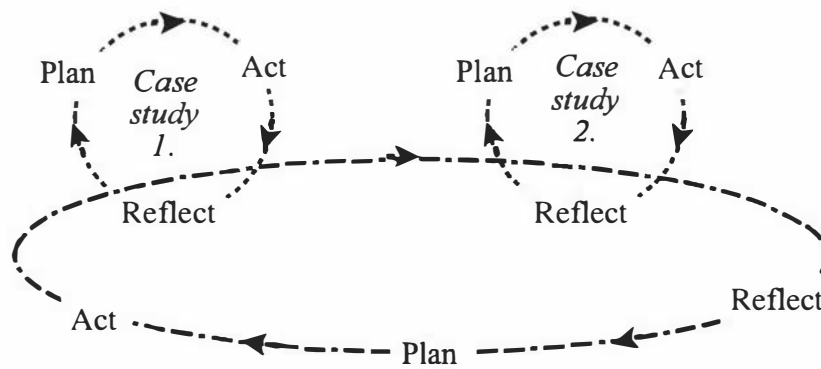 Plan
Act
Case
study
1.
Reflect
Plan
Act
Case
study
2.
Reflect
Reflect
Act
Plan